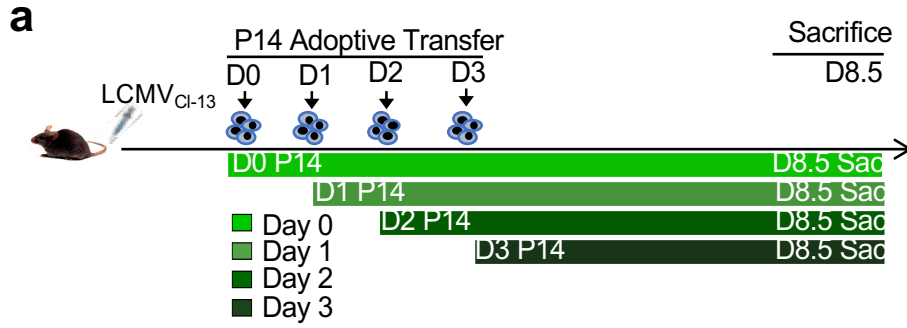 a
P14 Adoptive Transfer
Sacrifice
D0 D1 D2 D3
D8.5
LCMVCl-13
D0 P14 D8.5 Sac
D1 P14 D8.5 Sac
D2 P14 D8.5 Sac
D3 P14 D8.5 Sac
Day 0
Day 1
Day 2
Day 3